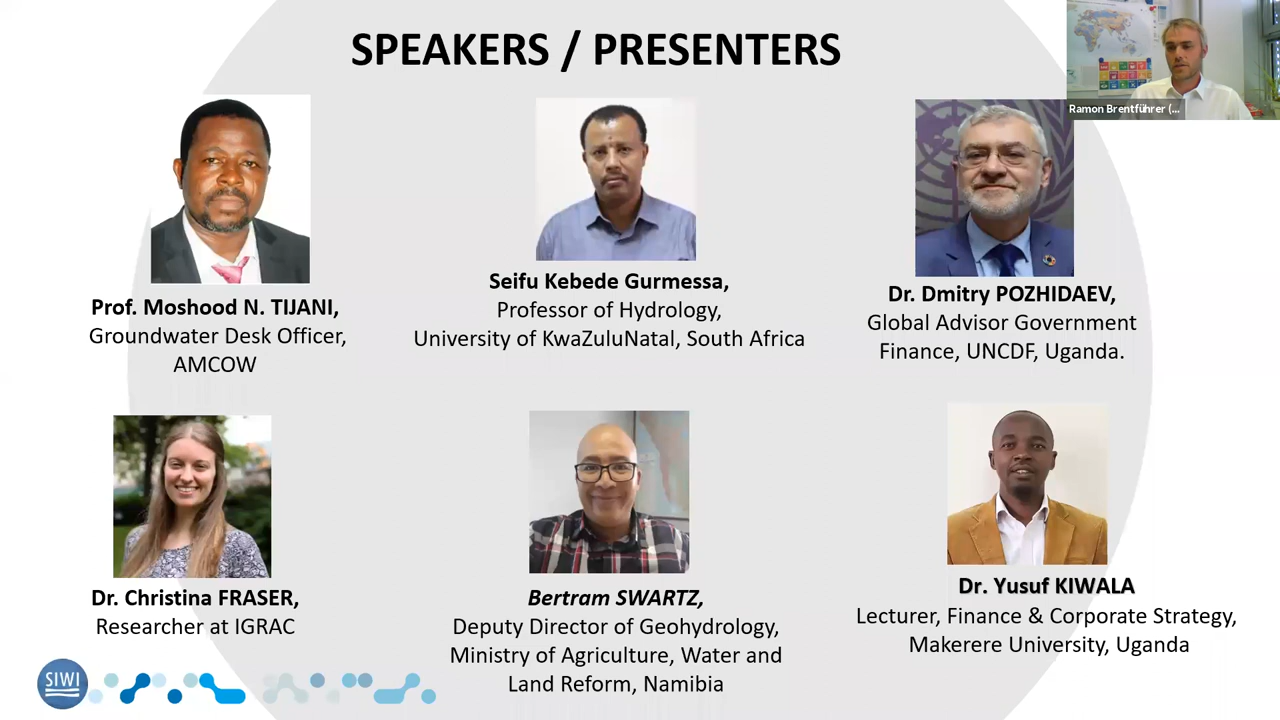 SPEAKERS / PRESENTERS
Ramon Brentführer (...
Prof. Moshood N. TIJANI,
Groundwater Desk Officer,
AMCOW
Seifu Kebede Gurmessa,
Professor of Hydrology,
University of KwaZuluNatal, South Africa
Dr. Dmitry POZHIDAEV,
Global Advisor Government
Finance, UNCDF, Uganda.
Dr. Christina FRASER,
Researcher at IGRAC
Bertram SWARTZ,
Deputy Director of Geohydrology,
Ministry of Agriculture, Water and
Land Reform, Namibia
Dr. Yusuf KIWALA
Lecturer, Finance & Corporate Strategy,
Makerere University, Uganda
SIWI